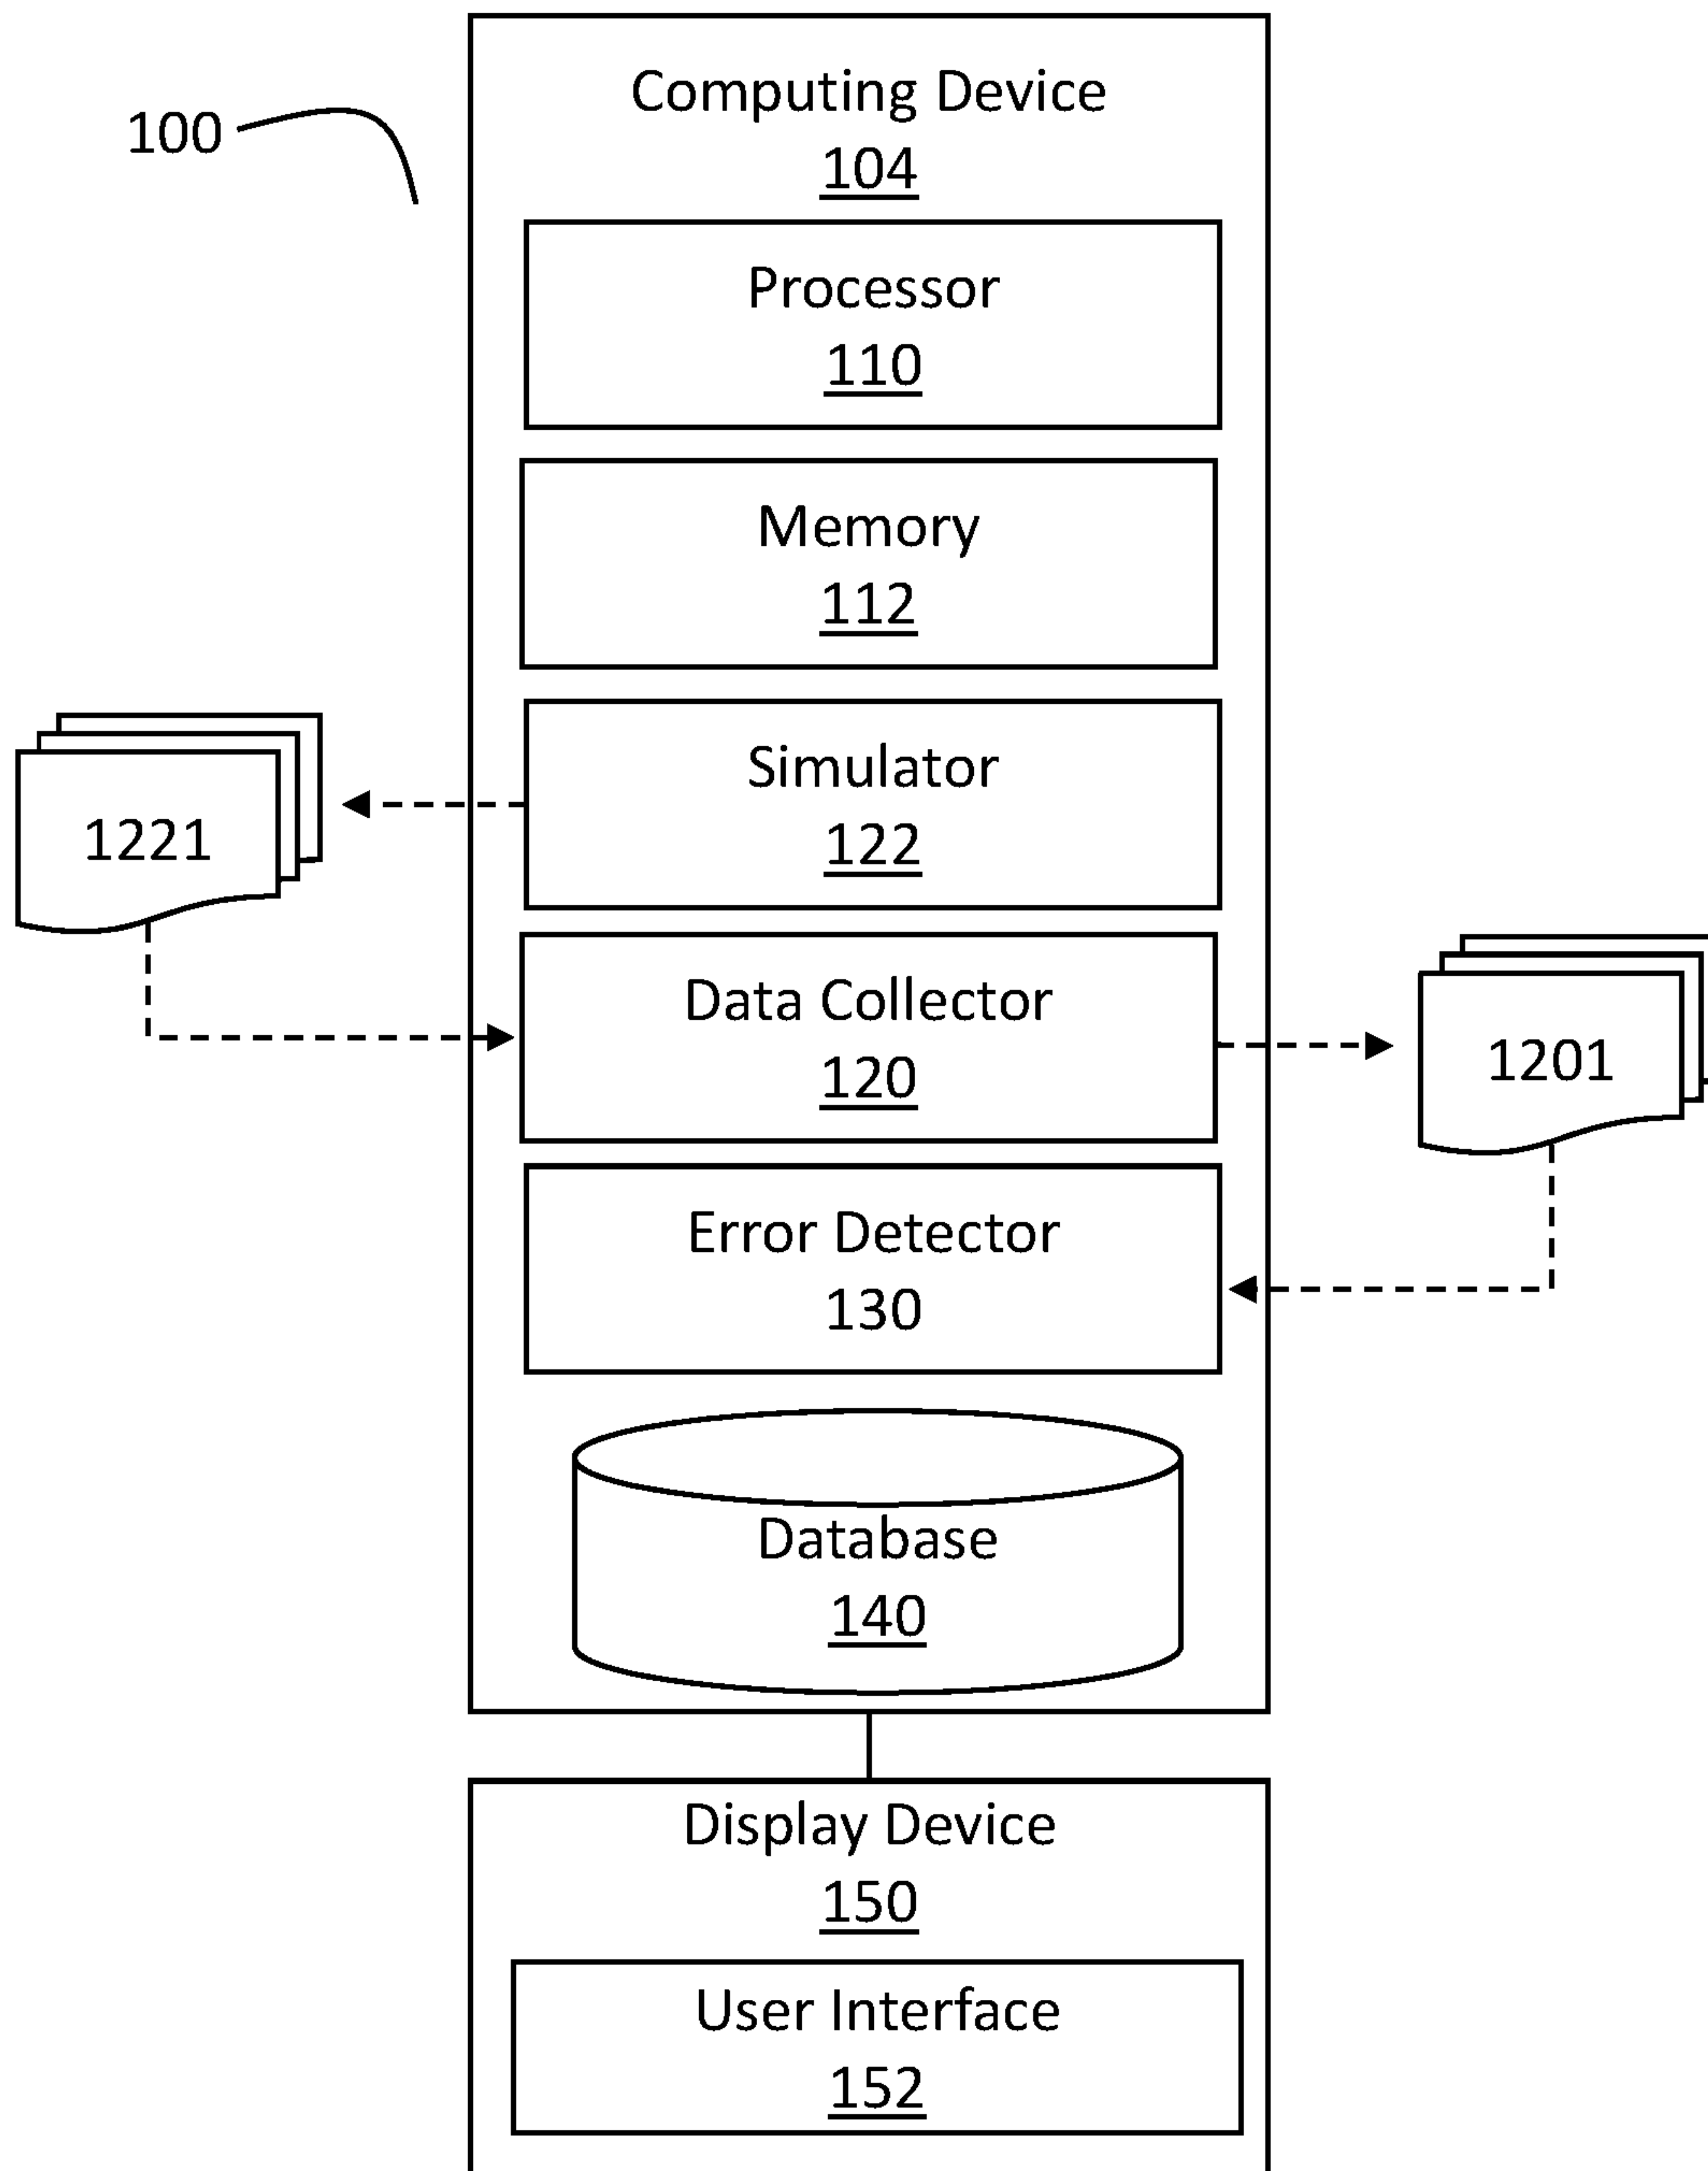 Computing Device
104
100
Processor
110
Memory
112
Simulator
122
1221
Data Collector
120
1201
Error Detector
130
Database
140
Display Device
150
User Interface
152